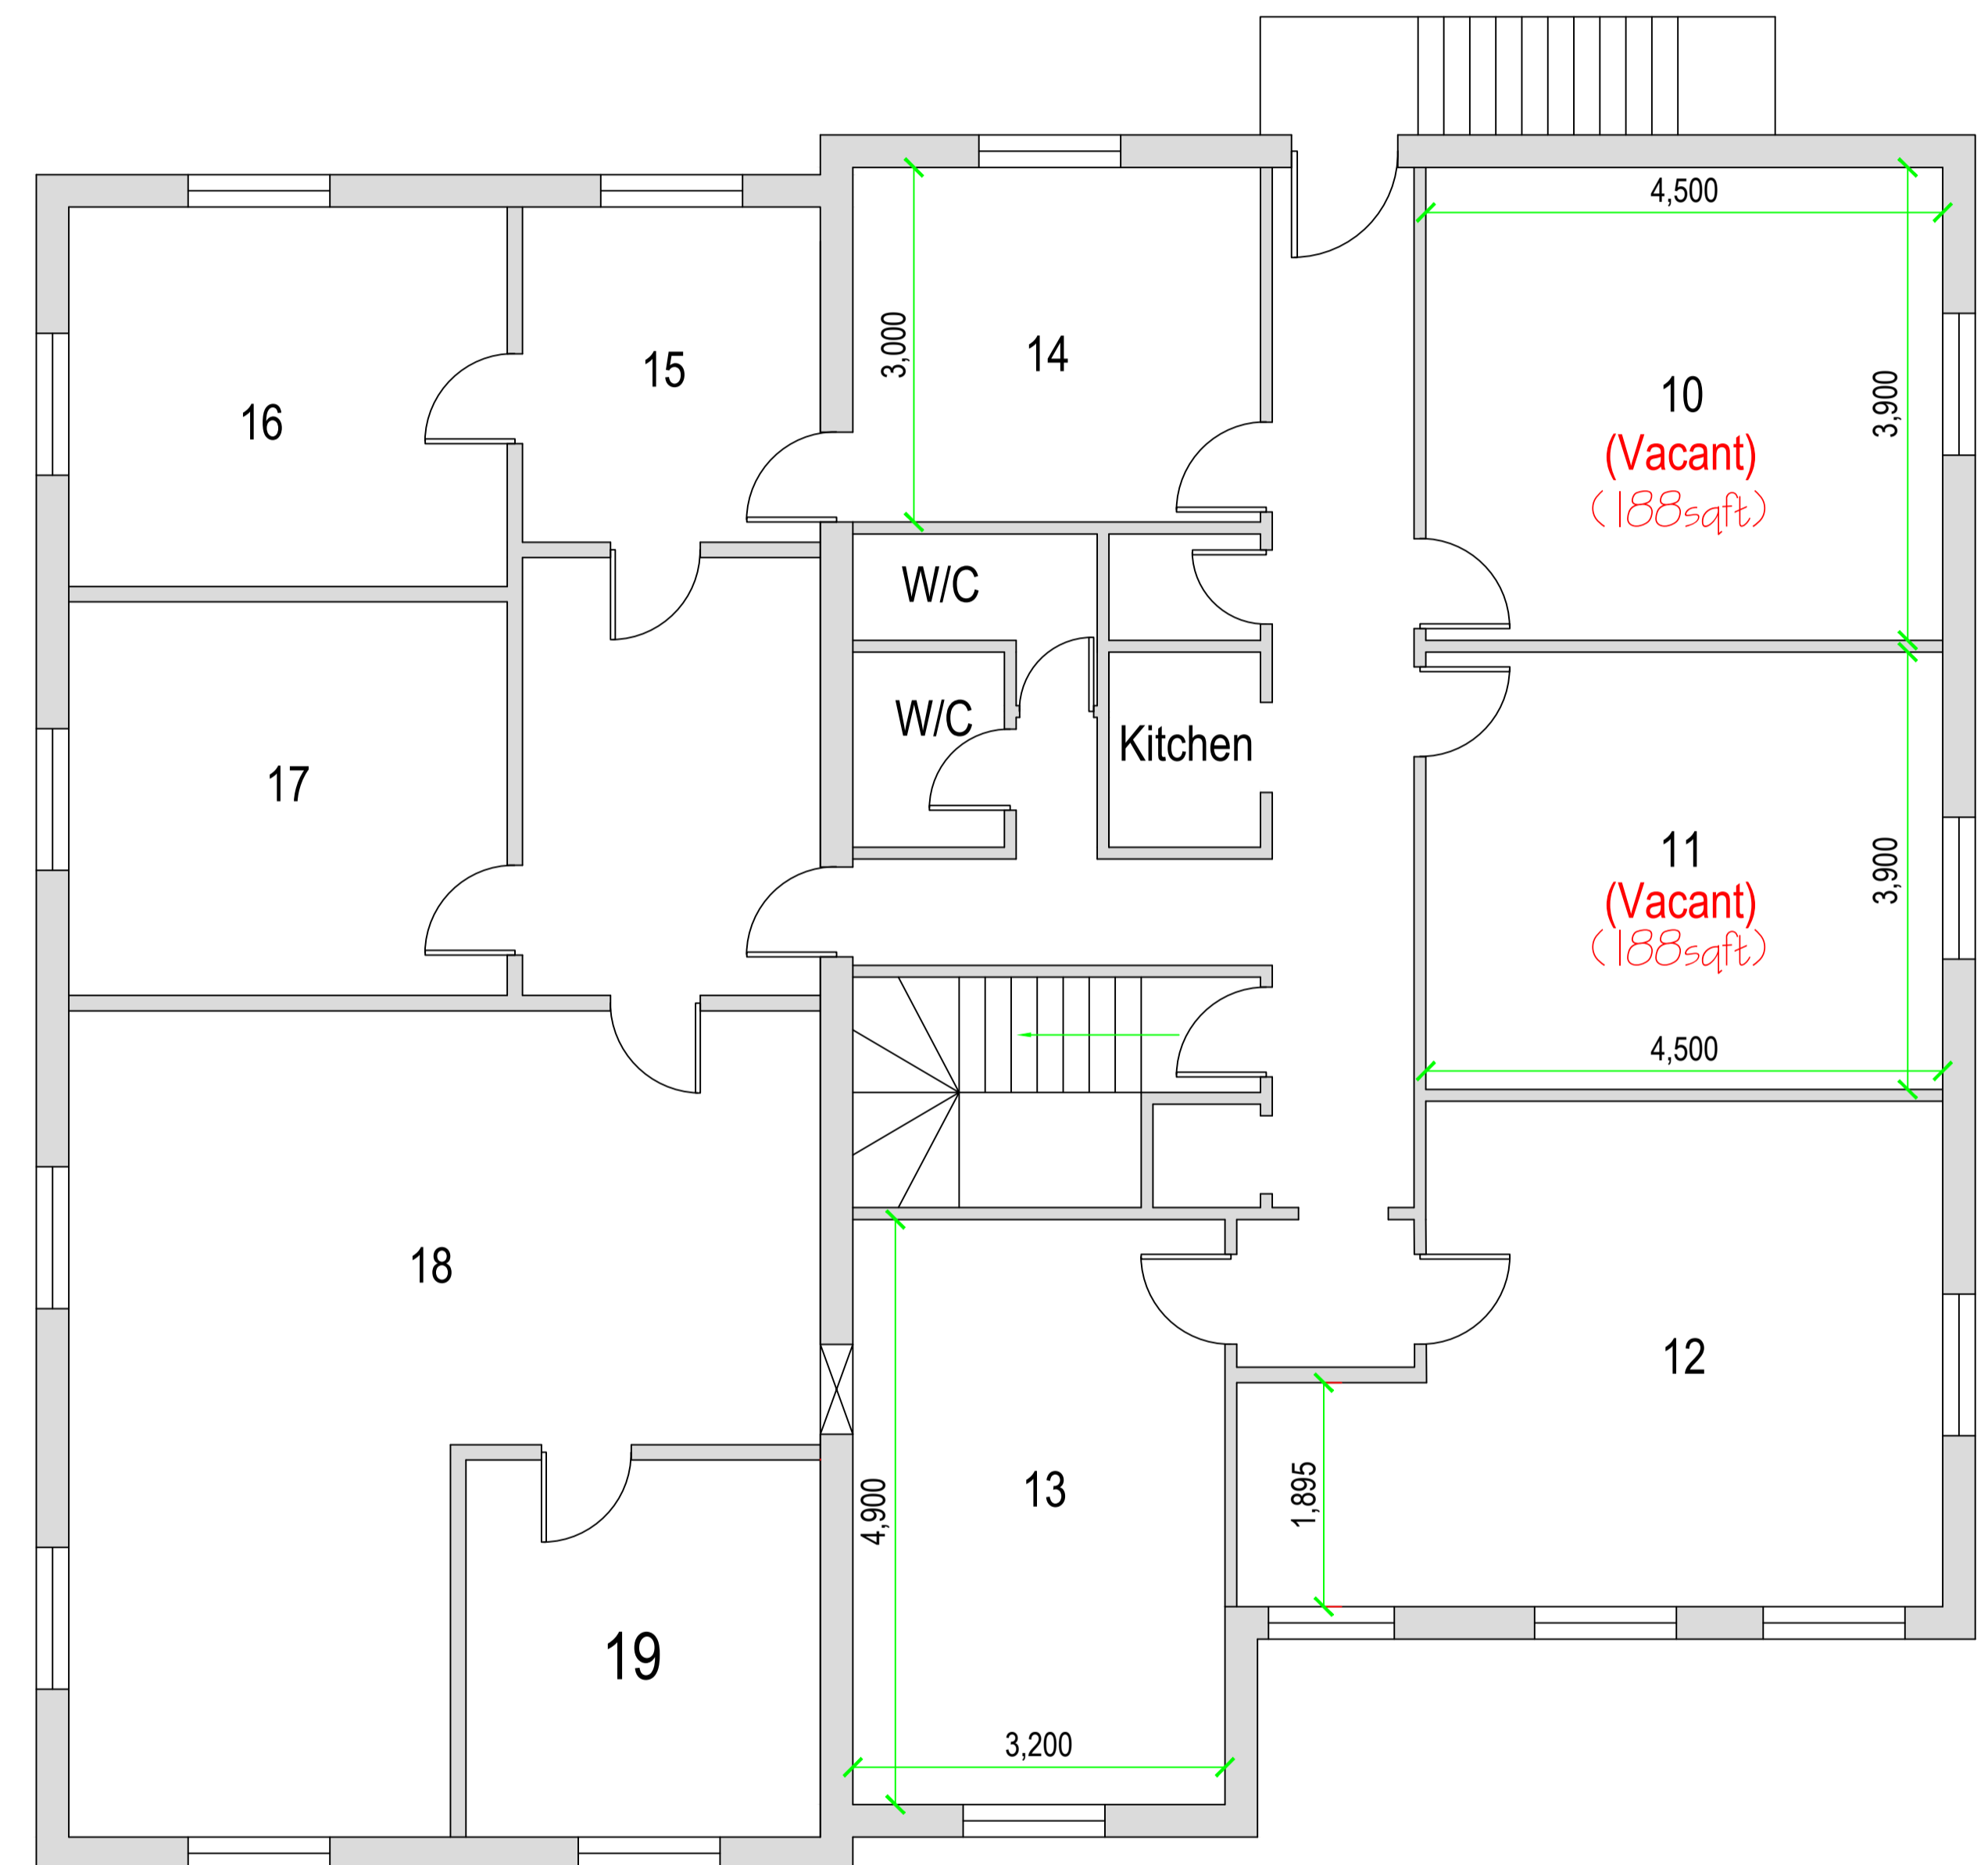 4,500
3,000
14
15
10
3,900
16
(Vacant)
(188sqft)
W/C
W/C
Kitchen
17
11
3,900
(Vacant)
(188sqft)
4,500
18
12
13
1,895
4,900
19
3,200